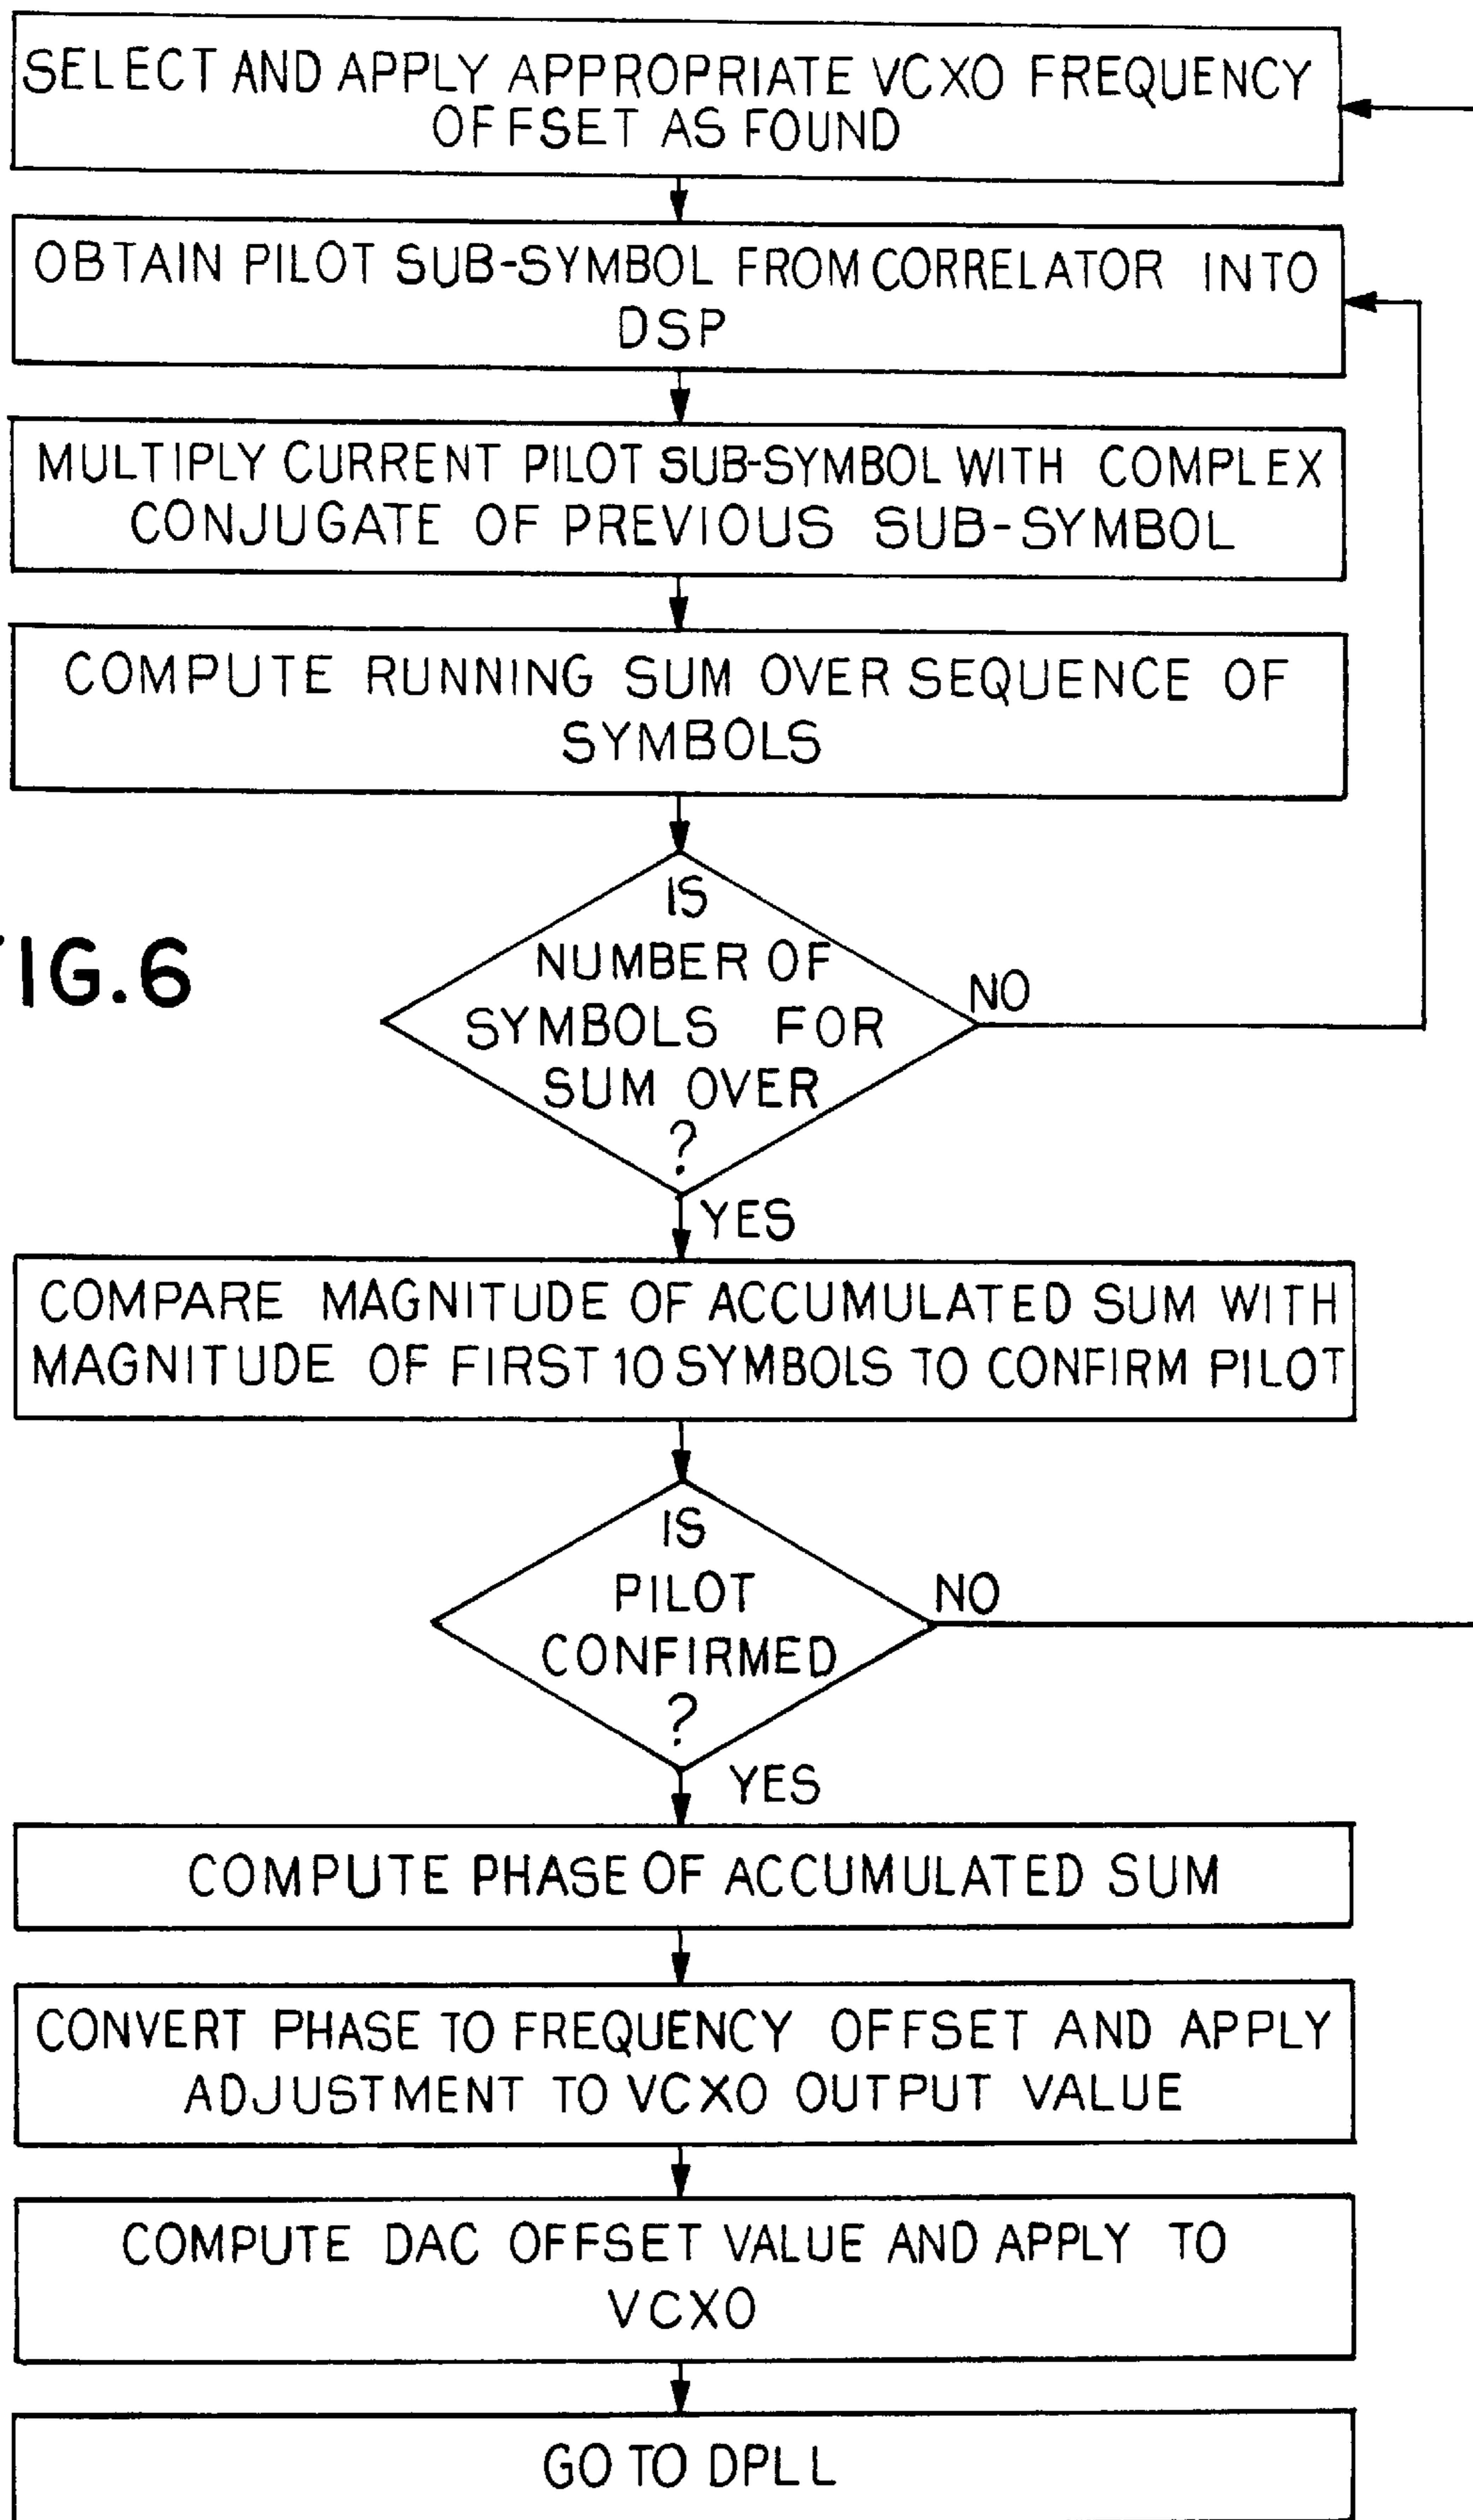 SELECT AND APPLY APPROPRIATE VCXO FREQUENCY
OFFSET AS FOUND
OBTAIN PILOT SUB-SYMBOL FROM CORRELATOR INTO
DSP
MULTIPLY CURRENT PILOT SUB-SYMBOL WITH COMPLEX
CONJUGATE OF PREVIOUS SUB-SYMBOL
COMPUTE RUNNING SUM OVER SEQUENCE OF
SYMBOLS
IS
NUMBER OF
SYMBOLS FOR
SUM OVER
?
NO
FIG.6
YES
COMPARE MAGNITUDE OF ACCUMULATED SUM WITH
MAGNITUDE OF FIRST 10 SYMBOLS TO CONFIRM PILOT
IS
PILOT
CONFIRMED
?
NO
YES
COMPUTE PHASE OF ACCUMULATED SUM
CONVERT PHASE TO FREQUENCY OFFSET AND APPLY
ADJUSTMENT TO VCXO OUTPUT VALUE
COMPUTE DAC OFFSET VALUE AND APPLY TO
VCXO
GO TO DPLL